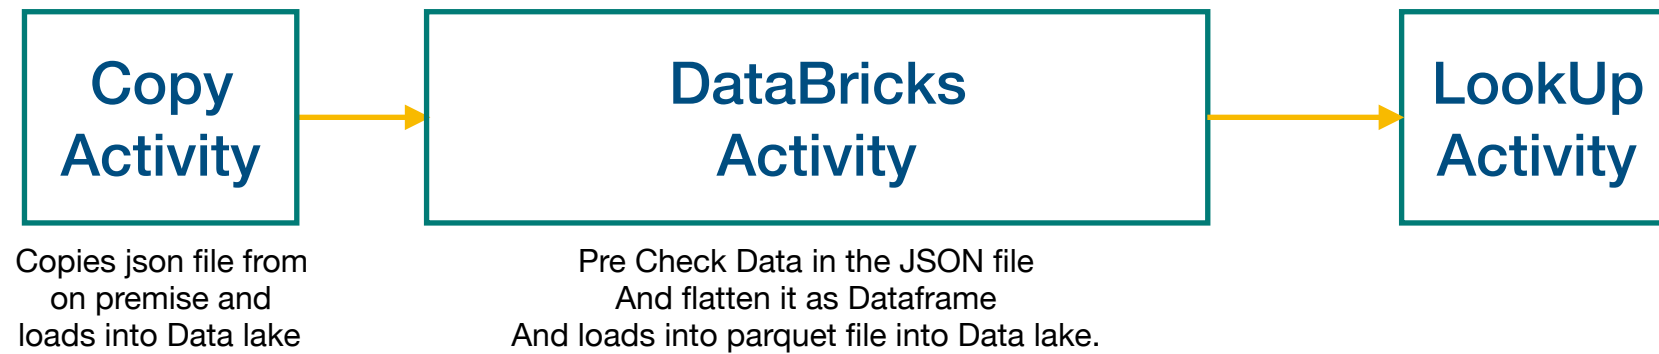 Copy
Activity
DataBricks
Activity
LookUp
Activity
Copies json file from
on premise and
loads into Data lake
Pre Check Data in the JSON file
And flatten it as Dataframe
And loads into parquet file into Data lake.